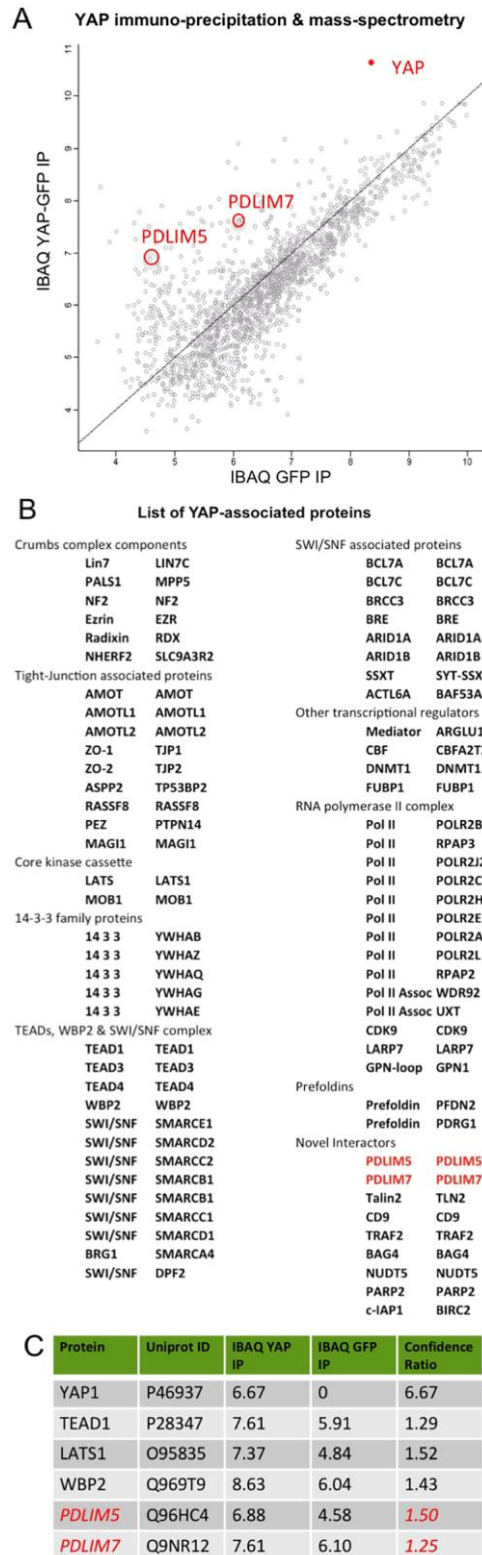 A YAP immuno-precipitation & mass-spectrometry
11
10
9
8
7
6
5
4
IBAQ YAP-GFP IP
YAP
PDLIM7
PDLIM5
4 5 6 7 8 9 10
IBAQ GFP IP
B List of YAP-associated proteins
Crumbs complex components
Lin7 LIN7C
PALS1 MPP5
NF2 NF2
Ezrin EZR
Radixin RDX
NHERF2 SLC9A3R2
Tight-Junction associated proteins
AMOT AMOT
AMOTL1 AMOTL1
AMOTL2 AMOTL2
ZO-1 TJP1
ZO-2 TJP2
ASPP2 TP53BP2
RASSF8 RASSF8
PEZ PTPN14
MAGI1 MAGI1
Core kinase cassette
LATS LATS1
MOB1 MOB1
14-3-3 family proteins
14 3 3 YWHAB
14 3 3 YWHAZ
14 3 3 YWHAQ
14 3 3 YWHAG
14 3 3 YWHAE
TEADs, WBP2 & SWI/SNF complex
TEAD1 TEAD1
TEAD3 TEAD3
TEAD4 TEAD4
WBP2 WBP2
SWI/SNF SMARCE1
SWI/SNF SMARCD2
SWI/SNF SMARCC2
SWI/SNF SMARCB1
SWI/SNF SMARCB1
SWI/SNF SMARCC1
SWI/SNF SMARCD1
BRG1 SMARCA4
SWI/SNF DPF2
SWI/SNF associated proteins
BCL7A BCL7A
BCL7C BCL7C
BRCC3 BRCC3
BRE BRE
ARID1A ARID1A
ARID1B ARID1B
SSXT SYT-SSX
ACTL6A BAF53A
Other transcriptional regulators
Mediator ARGLU1
CBF CBFA2T
DNMT1 DNMT1
FUBP1 FUBP1
RNA polymerase II complex
Pol II POLR2B
Pol II RPAP3
Pol II POLR2J2
Pol II POLR2C
Pol II POLR2H
Pol II POLR2E
Pol II POLR2A
Pol II POLR2L
Pol II RPAP2
Pol II Assoc WDR92
Pol II Assoc UXT
CDK9 CDK9
LARP7 LARP7
GPN-loop GPN1
Prefoldins
Prefoldin PFDN2
Prefoldin PDRG1
Novel Interactors
PDLIM5 PDLIM5
PDLIM7 PDLIM7
Talin2 TLN2
CD9 CD9
TRAF2 TRAF2
BAG4 BAG4
NUDT5 NUDT5
PARP2 PARP2
c-IAP1 BIRC2
C Protein Uniprot ID IBAQ YAP IP IBAQ GFP IP Confidence Ratio
YAP1 P46937 6.67 0 6.67
TEAD1 P28347 7.61 5.91 1.29
LATS1 O95835 7.37 4.84 1.52
WBP2 Q969T9 8.63 6.04 1.43
PDLIM5 Q96HC4 6.88 4.58 1.50
PDLIM7 Q9NR12 7.61 6.10 1.25